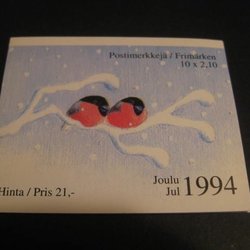 Postimerkkejä / Frimärken
10 x 2,10
Hinta / Pris 21,-
Joulu
Jul 1994